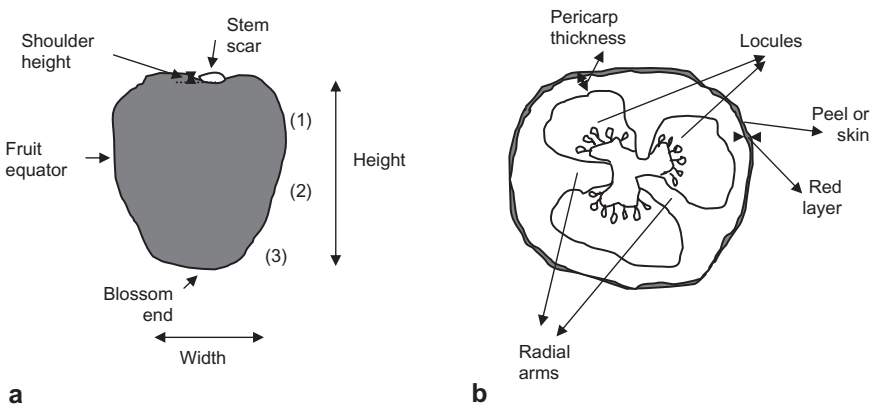 Shoulder
height
Stem
scar
(1)
Fruit
equator
Height
(2)
(3)
Blossom
end
Width
a
Pericarp
thickness
Locules
Peel or
skin
Red
layer
Radial
arms
b